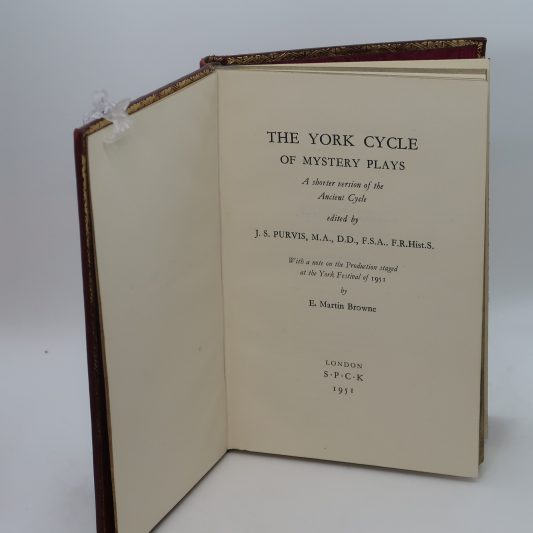 THE YORK CYCLE
OF MYSTERY PLAYS
A shorter version of the
Ancient Cycle
edited by
J. S. PURVIS, M.A., D.D., F.S.A., F.R.Hist.S.
With a note on the Production staged
at the York Festival of 1951
by
E. Martin Browne
LONDON
S·P·C·K
1951